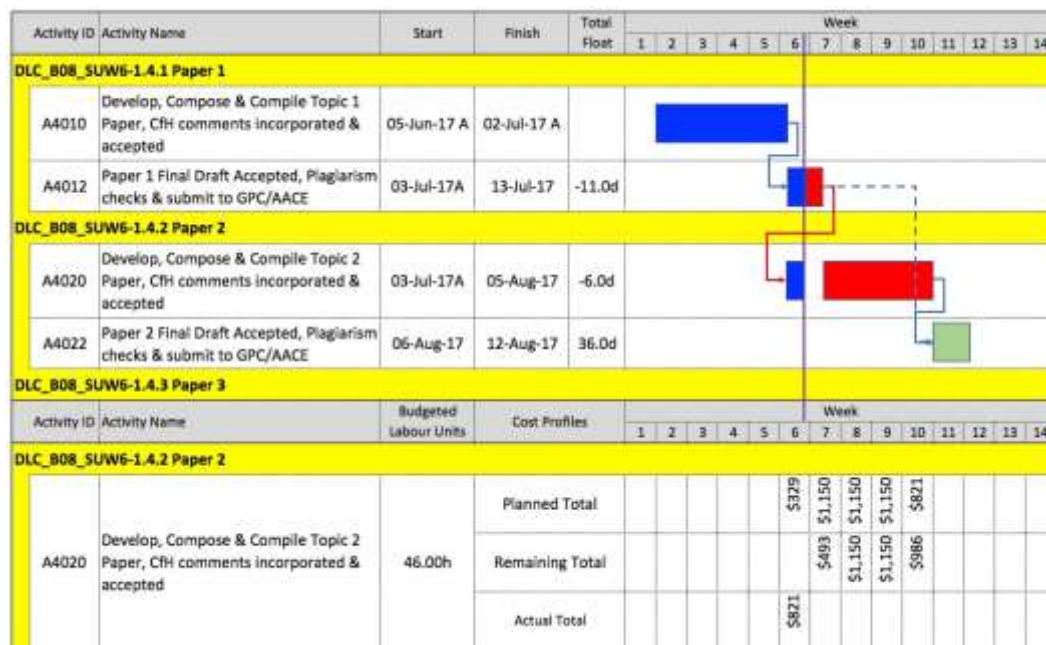 Activity ID Activity Name Start Finish Total Float Week
1 2 3 4 5 6 7 8 9 10 11 12 13 14
DLC_B08_SUW6-1.4.1 Paper 1
A4010 Develop, Compose & Compile Topic 1 Paper, CfH comments incorporated & accepted 05-Jun-17 A 02-Jul-17 A
A4012 Paper 1 Final Draft Accepted, Plagiarism checks & submit to GPC/AACE 03-Jul-17A 13-Jul-17 -11.0d
DLC_B08_SUW6-1.4.2 Paper 2
A4020 Develop, Compose & Compile Topic 2 Paper, CfH comments incorporated & accepted 03-Jul-17A 05-Aug-17 -6.0d
A4022 Paper 2 Final Draft Accepted, Plagiarism checks & submit to GPC/AACE 06-Aug-17 12-Aug-17 36.0d
DLC_B08_SUW6-1.4.3 Paper 3
Activity ID Activity Name Budgeted Labour Units Cost Profiles Week
1 2 3 4 5 6 7 8 9 10 11 12 13 14
DLC_B08_SUW6-1.4.2 Paper 2
A4020 Develop, Compose & Compile Topic 2 Paper, CfH comments incorporated & accepted 46.00h
Planned Total $329 $1,150 $1,150 $1,150 $821
Remaining Total $493 $1,150 $1,150 $986
Actual Total $821